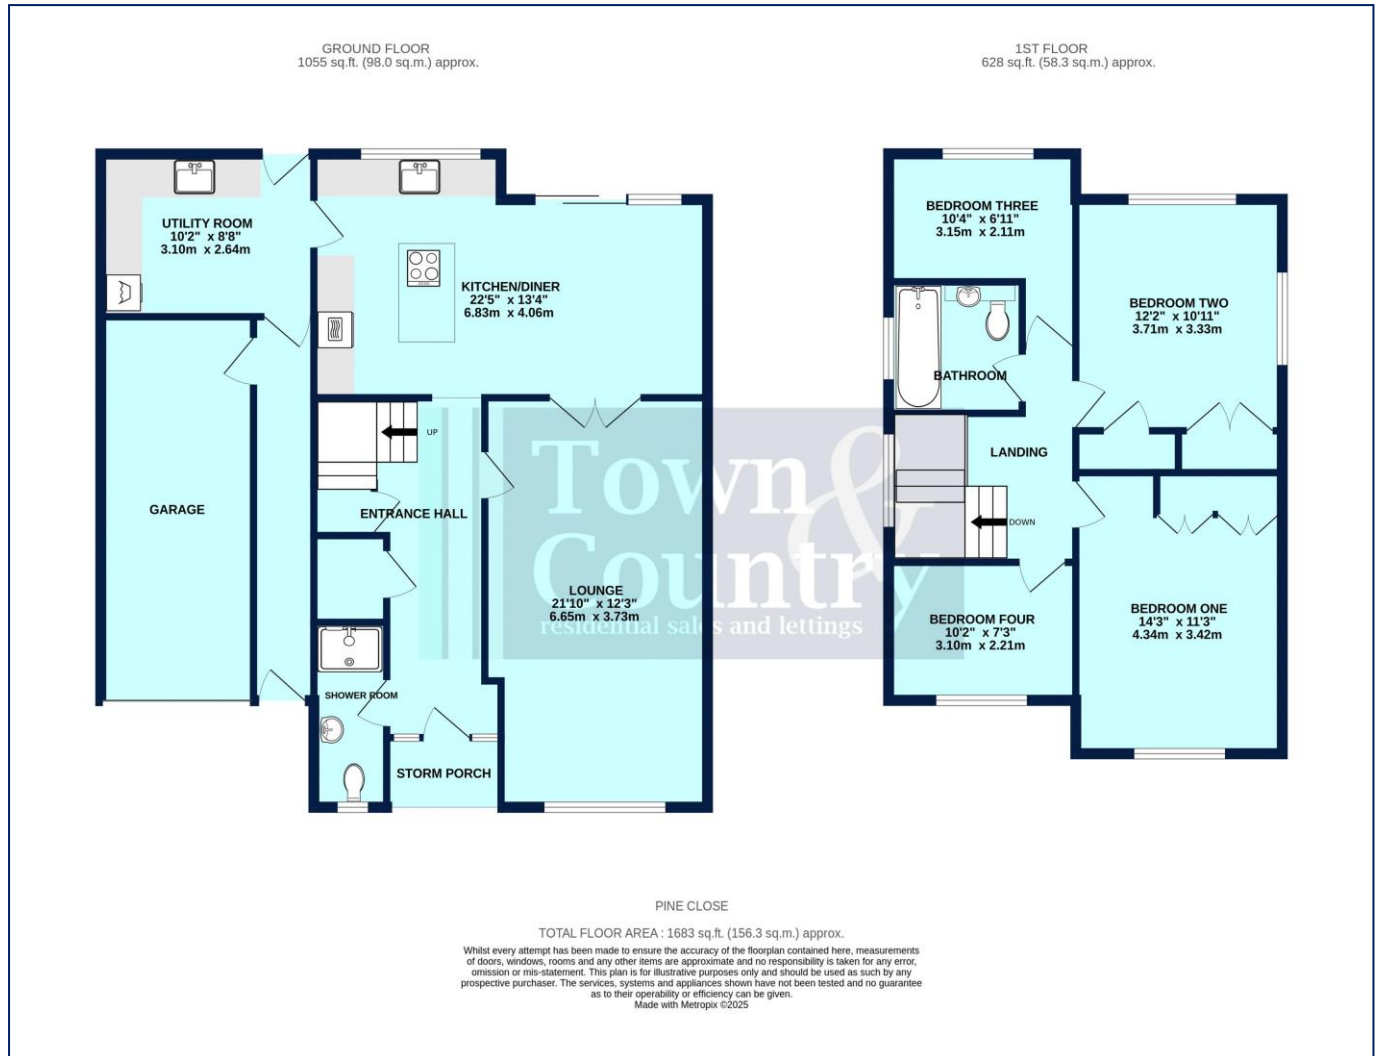 GROUND FLOOR
1055 sq.ft. (98.0 sq.m.) approx.
1ST FLOOR
628 sq.ft. (58.3 sq.m.) approx.
UTILITY ROOM
10'2" x 8'8"
3.10m x 2.64m
KITCHEN/DINER
22'5" x 13'4"
6.83m x 4.06m
UP
GARAGE
ENTRANCE HALL
LOUNGE
21'10" x 12'3"
6.65m x 3.73m
SHOWER ROOM
STORM PORCH
BEDROOM THREE
10'4" x 6'11"
3.15m x 2.11m
BEDROOM TWO
12'2" x 10'11"
3.71m x 3.33m
BATHROOM
LANDING
DOWN
BEDROOM FOUR
10'2" x 7'3"
3.10m x 2.21m
BEDROOM ONE
14'3" x 11'3"
4.34m x 3.42m
Town &
Country
residential sales and lettings
PINE CLOSE
TOTAL FLOOR AREA : 1683 sq.ft. (156.3 sq.m.) approx.
Whilst every attempt has been made to ensure the accuracy of the floorplan contained here, measurements
of doors, windows, rooms and any other items are approximate and no responsibility is taken for any error,
omission or mis-statement. This plan is for illustrative purposes only and should be used as such by any
prospective purchaser. The services, systems and appliances shown have not been tested and no guarantee
as to their operability or efficiency can be given.
Made with Metropix ©2025